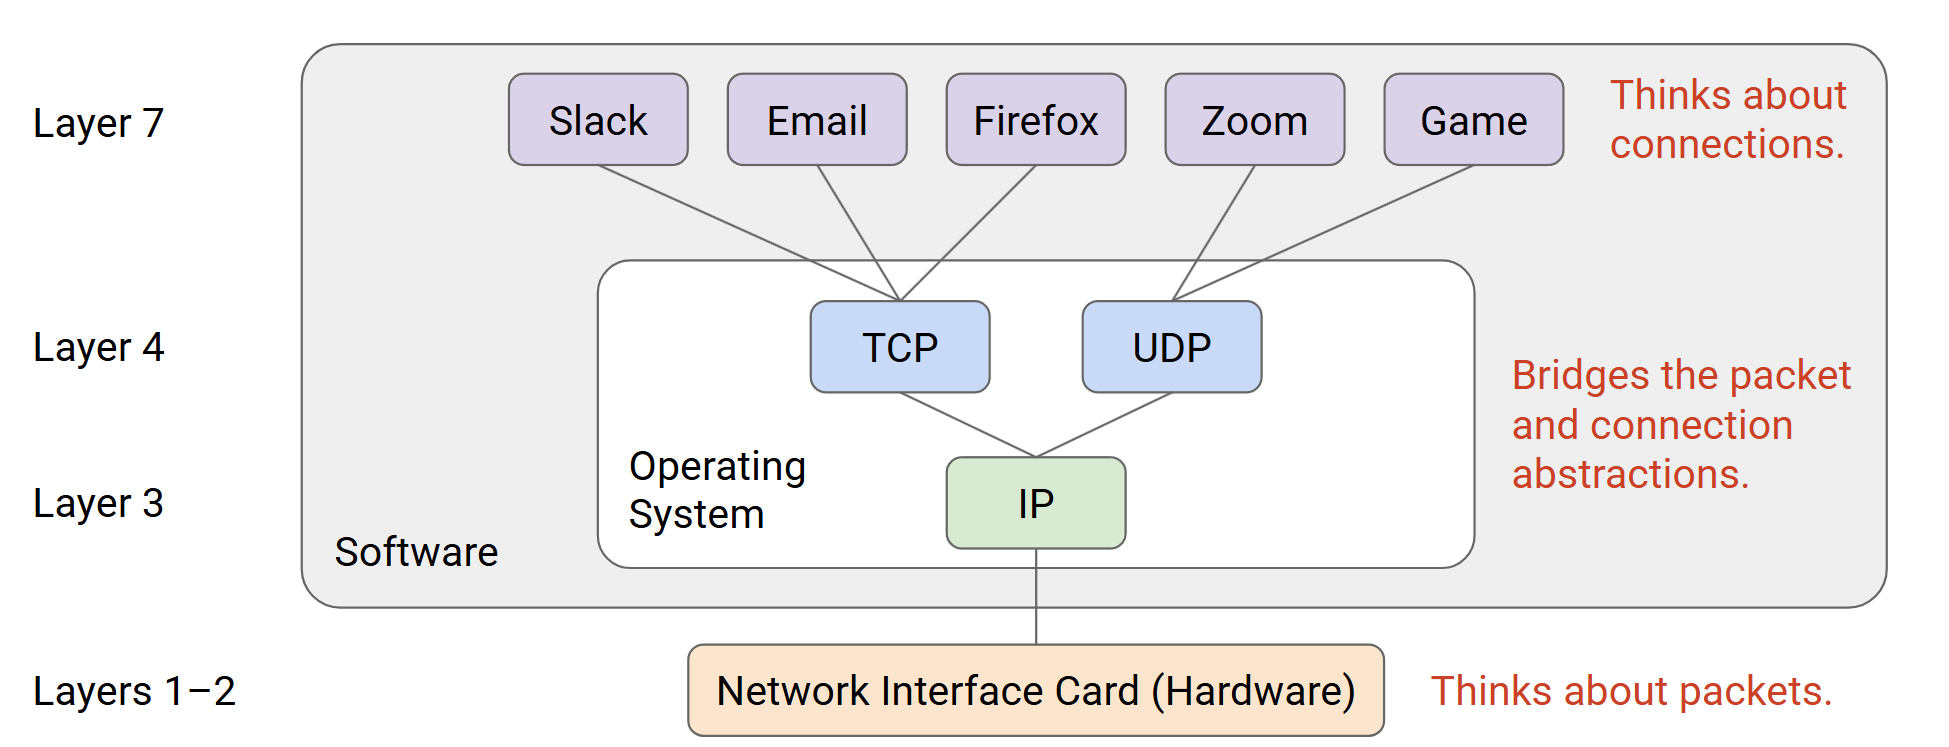 Layer 7
Slack
Email
Firefox
Zoom
Game
Thinks about
connections.
Layer 4
TCP
UDP
Bridges the packet
and connection
abstractions.
Layer 3
Operating
System
IP
Software
Layers 1–2
Network Interface Card (Hardware)
Thinks about packets.